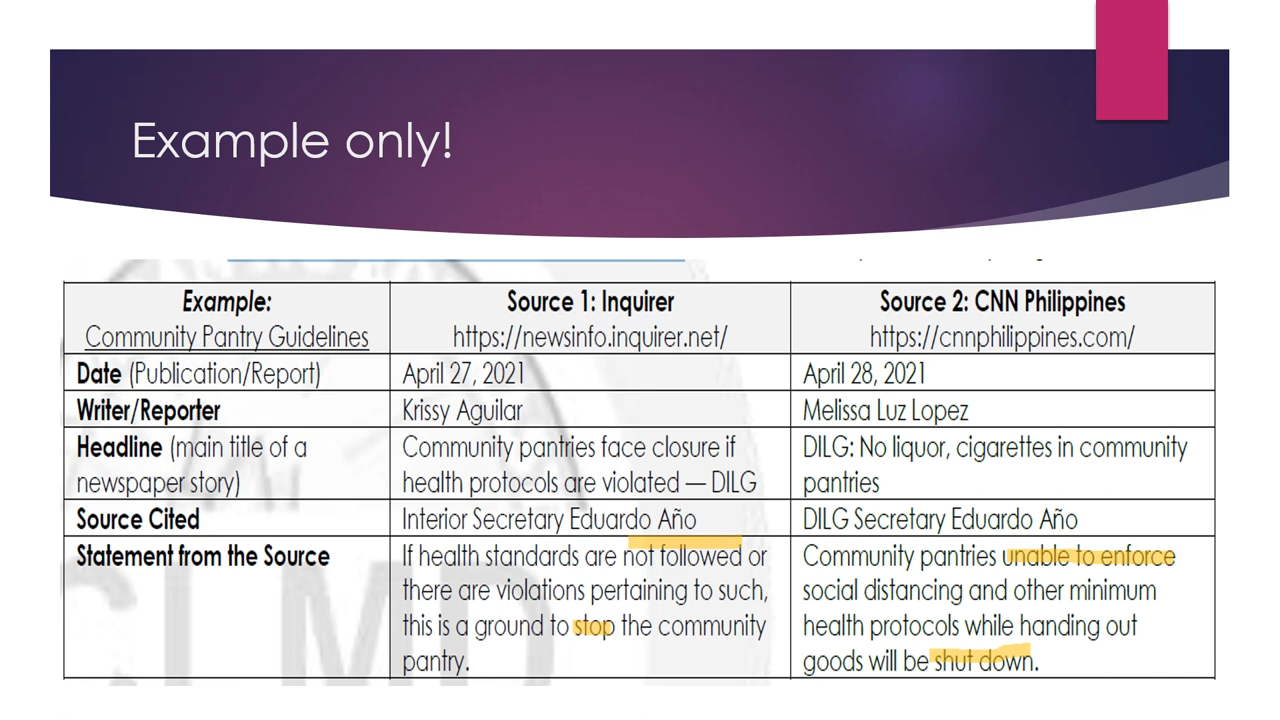 Example only!
Example:
Community Pantry Guidelines
Source 1: Inquirer
https://newsinfo.inquirer.net/
Source 2: CNN Philippines
https://cnnphilippines.com/
Date (Publication/Report)
April 27, 2021
April 28, 2021
Writer/Reporter
Krissy Aguilar
Melissa Luz Lopez
Headline (main title of a
newspaper story)
Community pantries face closure if
health protocols are violated — DILG
DILG: No liquor, cigarettes in community
pantries
Source Cited
Interior Secretary Eduardo Año
DILG Secretary Eduardo Año
Statement from the Source
If health standards are not followed or
there are violations pertaining to such,
this is a ground to stop the community
pantry.
Community pantries unable to enforce
social distancing and other minimum
health protocols while handing out
goods will be shut down.